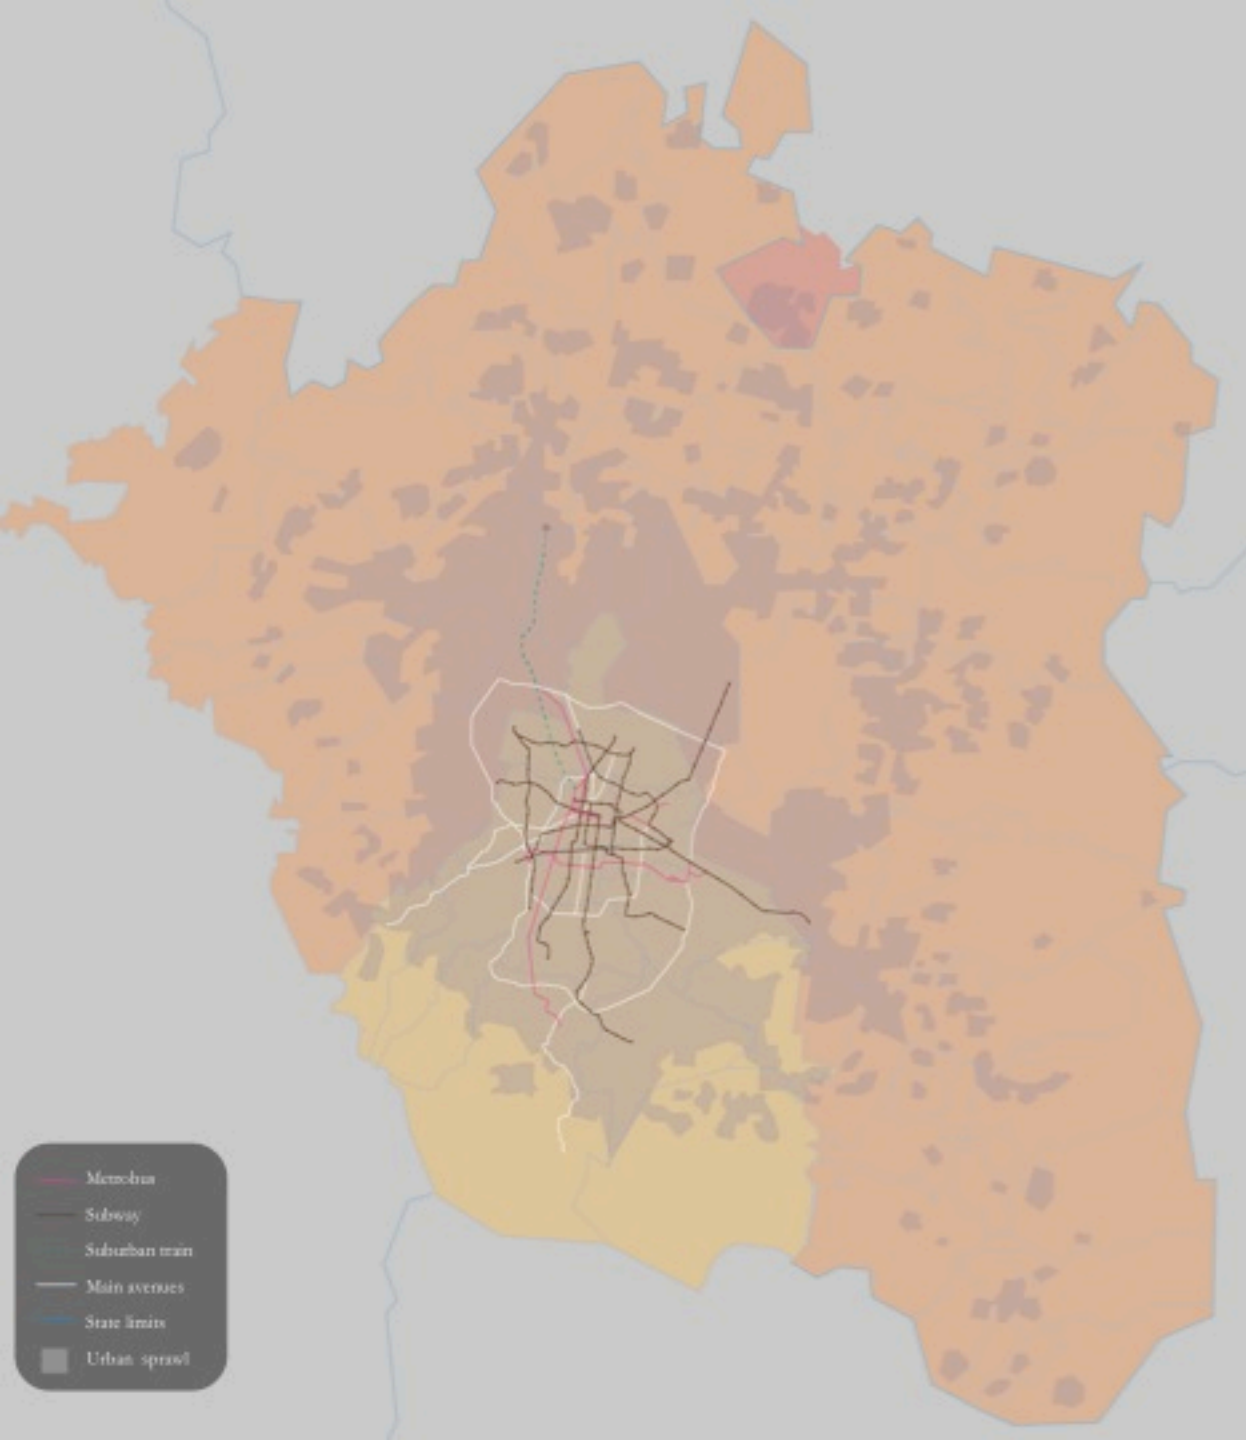 Metrobus
Subway
Suburban train
Main avenues
State limits
Urban sprawl